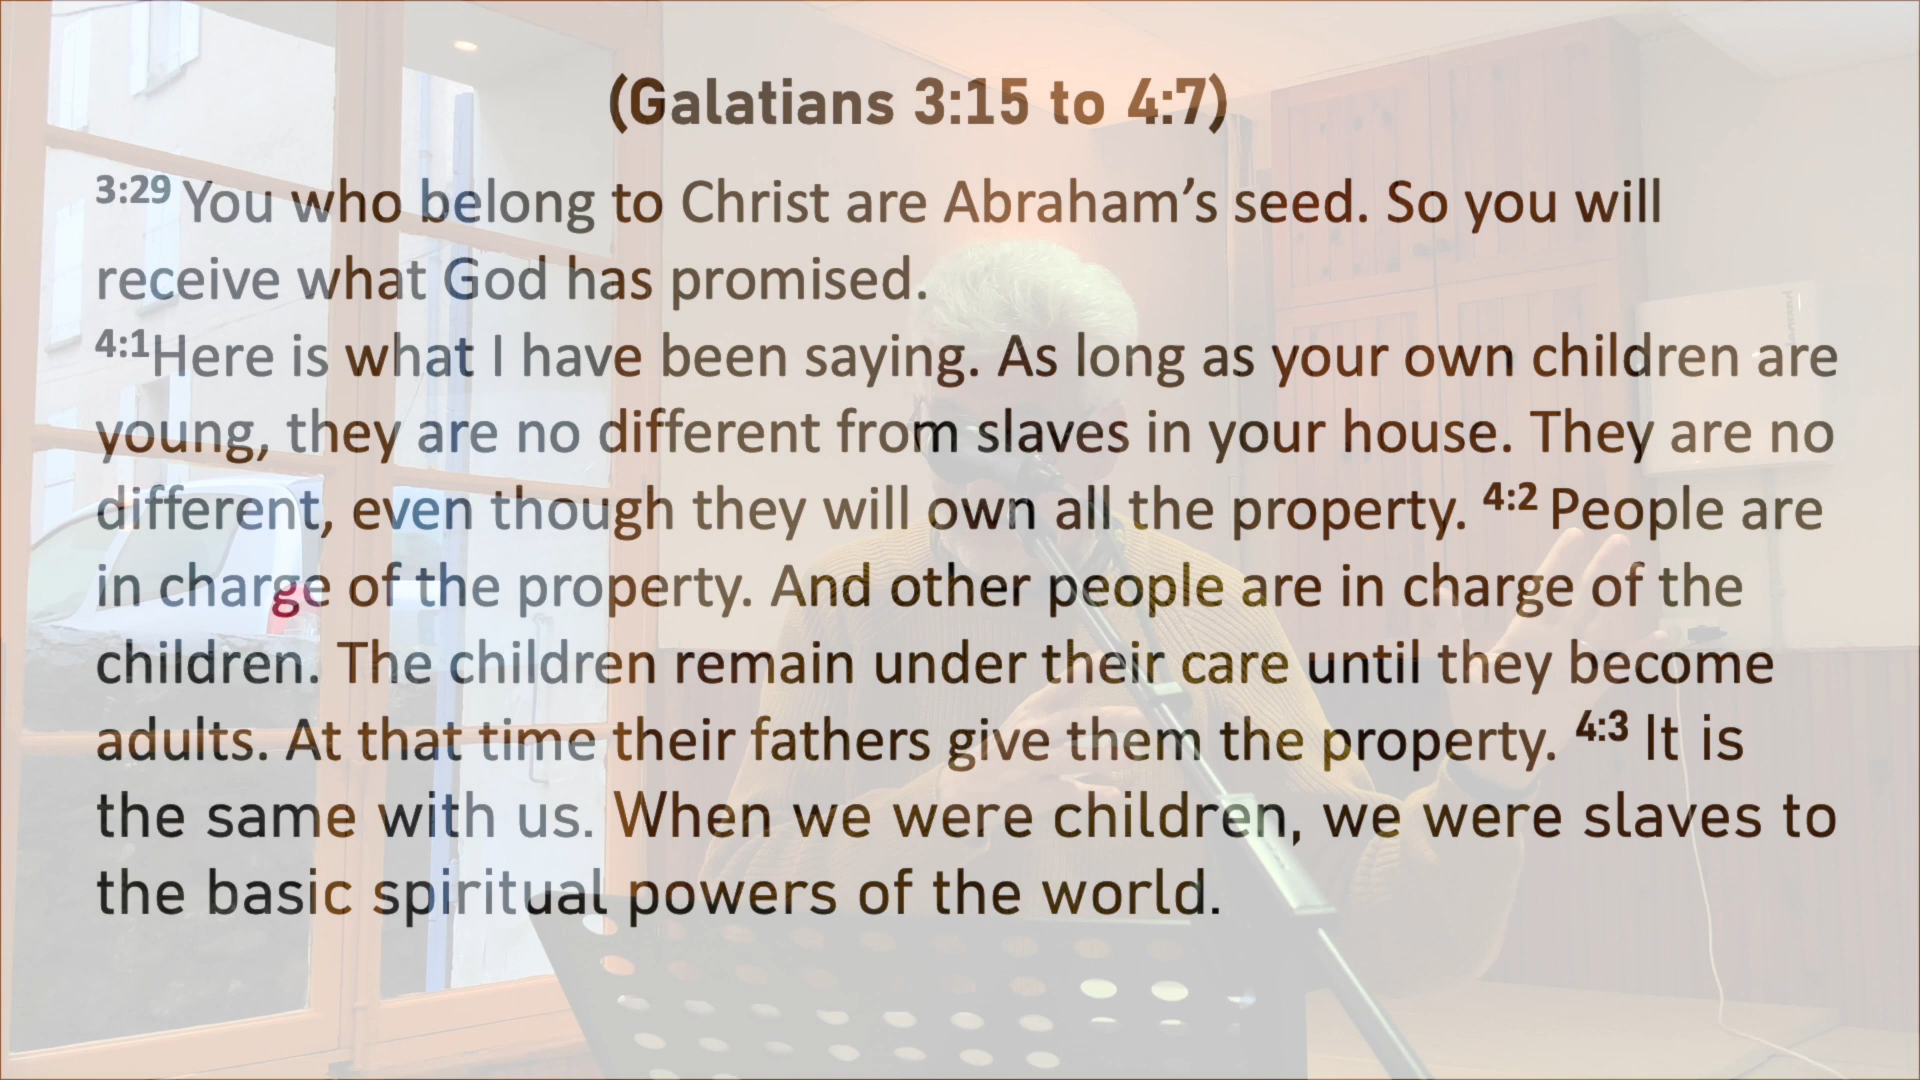 (Galatians 3:15 to 4:7)
3:29 You who belong to Christ are Abraham’s seed. So you will
receive what God has promised.
4:1Here is what I have been saying. As long as your own children are
young, they are no different from slaves in your house. They are no
different, even though they will own all the property. 4:2 People are
in charge of the property. And other people are in charge of the
children. The children remain under their care until they become
adults. At that time their fathers give them the property. 4:3 It is
the same with us. When we were children, we were slaves to
the basic spiritual powers of the world.